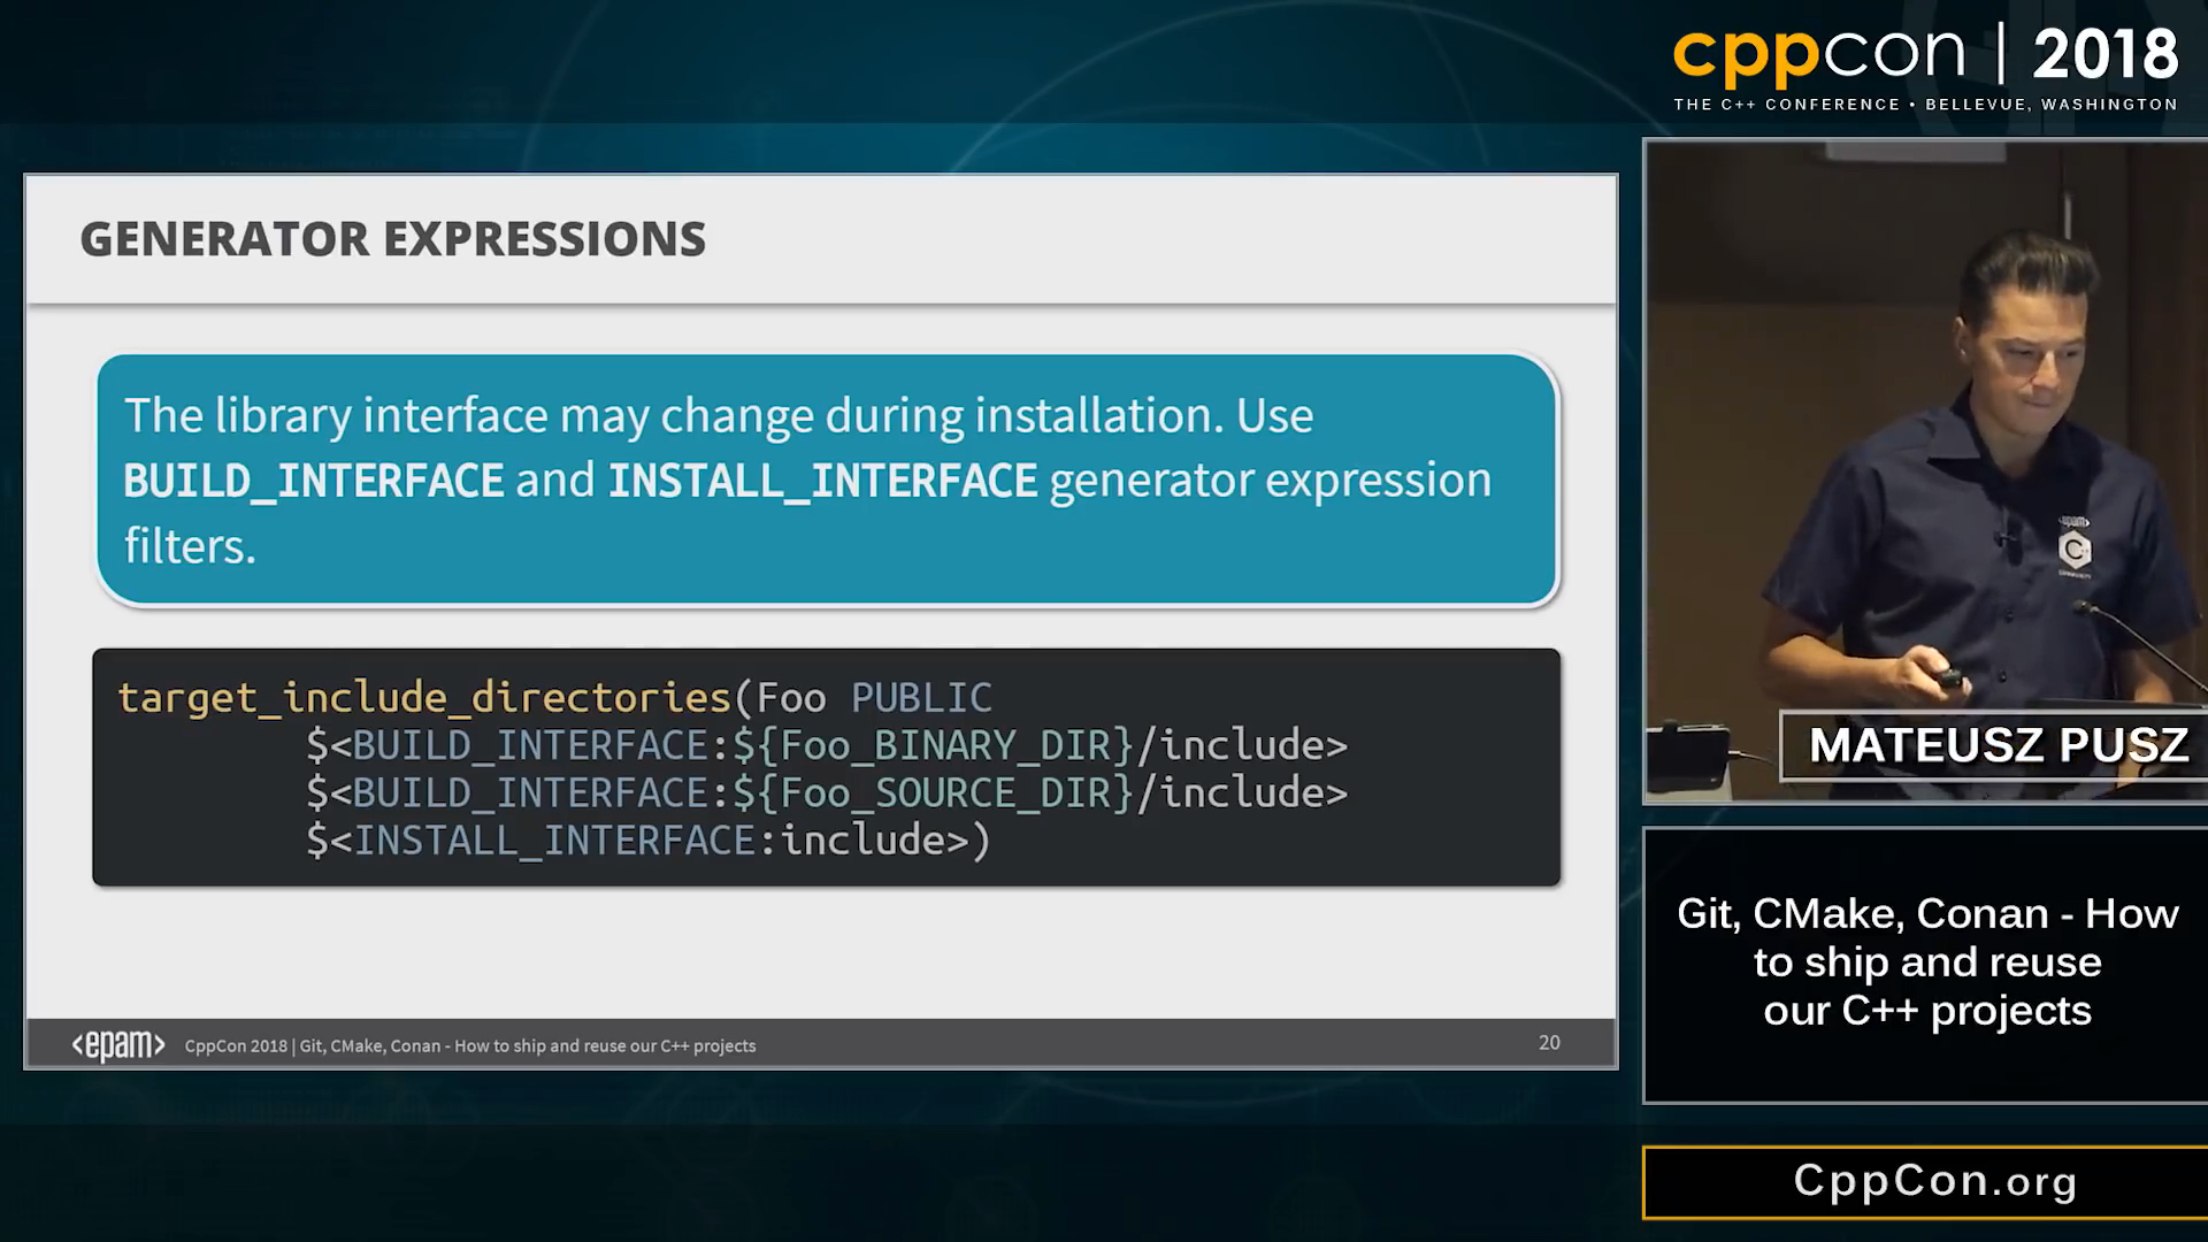 cppcon | 2018
THE C++ CONFERENCE • BELLEVUE, WASHINGTON
GENERATOR EXPRESSIONS
The library interface may change during installation. Use
BUILD_INTERFACE and INSTALL_INTERFACE generator expression
filters.
target_include_directories(Foo PUBLIC
$<BUILD_INTERFACE:${Foo_BINARY_DIR}/include>
$<BUILD_INTERFACE:${Foo_SOURCE_DIR}/include>
$<INSTALL_INTERFACE:include>)
<epam> CppCon 2018 | Git, CMake, Conan - How to ship and reuse our C++ projects 20
<epam>
C++
COMMUNITY
MATEUSZ PUSZ
Git, CMake, Conan - How
to ship and reuse
our C++ projects
CppCon.org